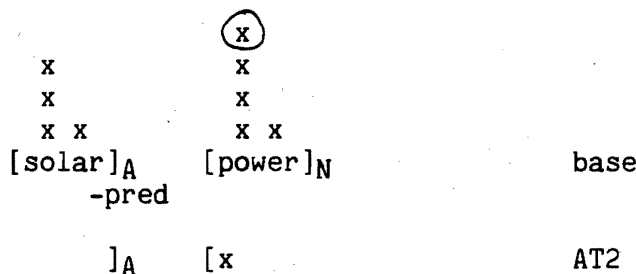 x
x x
x x
x x x x
[solar]A [power]N base
-pred
]A [x AT2